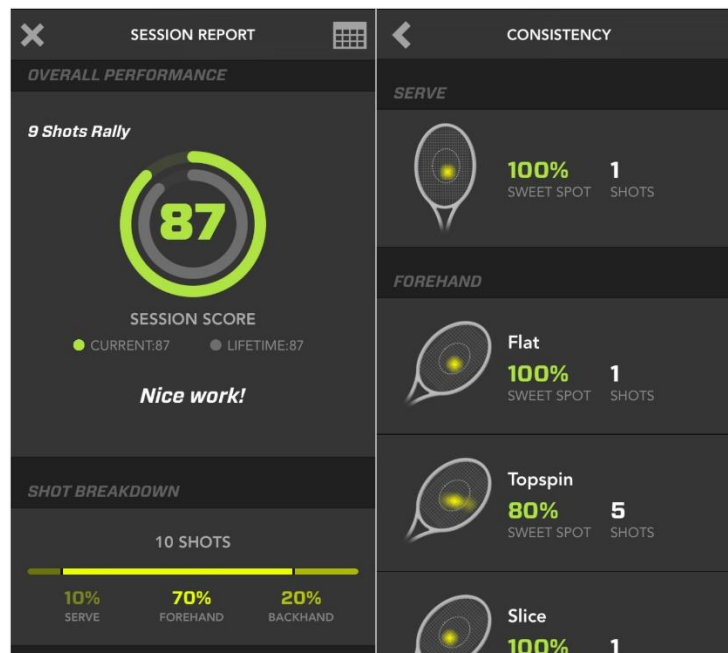 SESSION REPORT
OVERALL PERFORMANCE
9 Shots Rally
87
SESSION SCORE
CURRENT:87 LIFETIME:87
Nice work!
SHOT BREAKDOWN
10 SHOTS
10% 70% 20%
SERVE FOREHAND BACKHAND
CONSISTENCY
SERVE
100% 1
SWEET SPOT SHOTS
FOREHAND
Flat
100% 1
SWEET SPOT SHOTS
Topspin
80% 5
SWEET SPOT SHOTS
Slice
100% 1